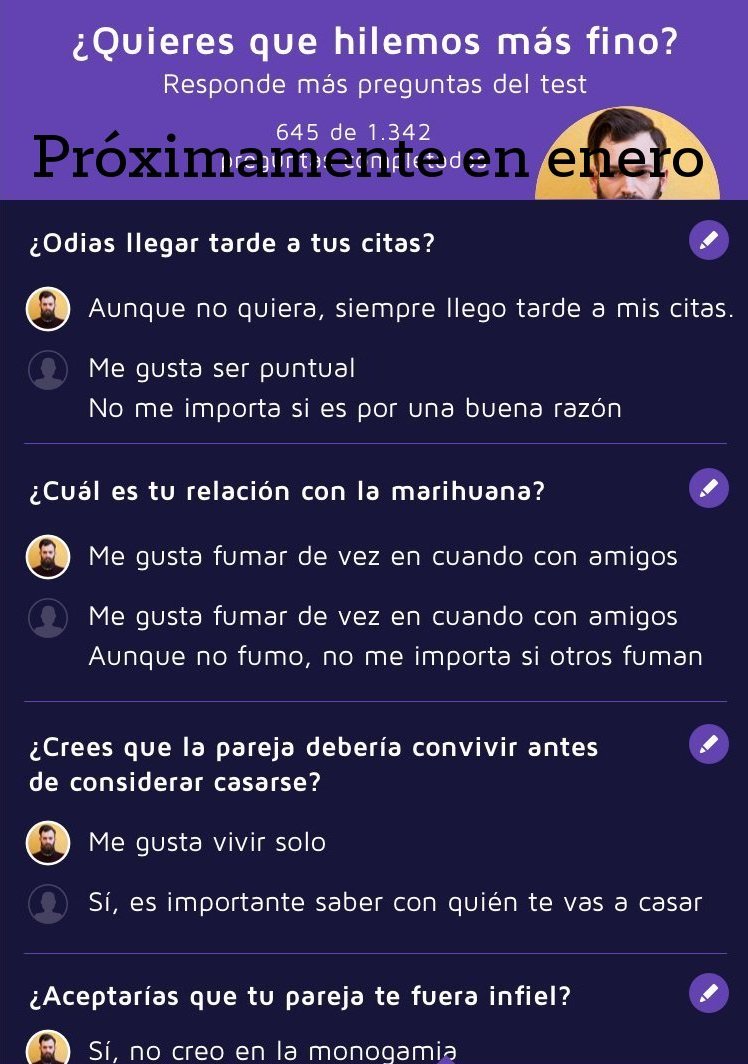 ¿Quieres que hilemos más fino?
Responde más preguntas del test
645 de 1.342
preguntas completadas
Próximamente en enero
¿Odias llegar tarde a tus citas?
Aunque no quiera, siempre llego tarde a mis citas.
Me gusta ser puntual
No me importa si es por una buena razón
¿Cuál es tu relación con la marihuana?
Me gusta fumar de vez en cuando con amigos
Me gusta fumar de vez en cuando con amigos
Aunque no fumo, no me importa si otros fuman
¿Crees que la pareja debería convivir antes
de considerar casarse?
Me gusta vivir solo
Sí, es importante saber con quién te vas a casar
¿Aceptarías que tu pareja te fuera infiel?
Sí, no creo en la monogamia